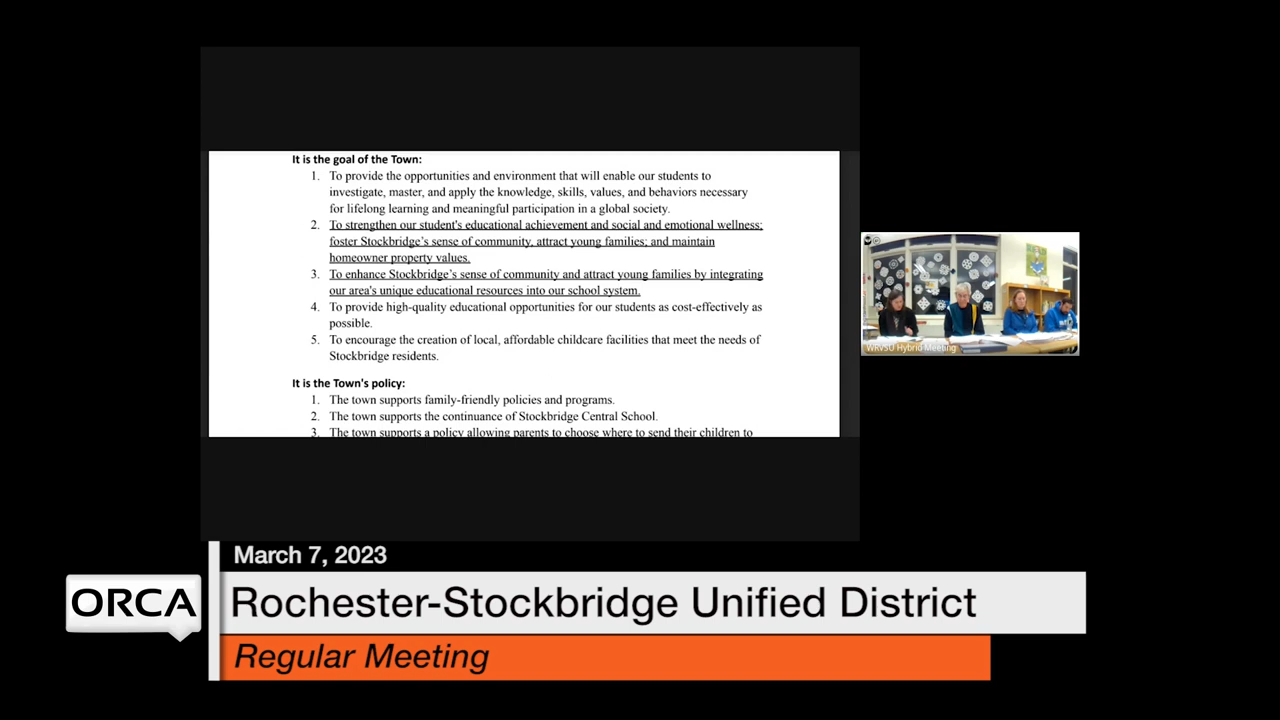 It is the goal of the Town:
1. To provide the opportunities and environment that will enable our students to
investigate, master, and apply the knowledge, skills, values, and behaviors necessary
for lifelong learning and meaningful participation in a global society.
2. To strengthen our student's educational achievement and social and emotional wellness;
foster Stockbridge’s sense of community, attract young families; and maintain
homeowner property values.
3. To enhance Stockbridge’s sense of community and attract young families by integrating
our area's unique educational resources into our school system.
4. To provide high-quality educational opportunities for our students as cost-effectively as
possible.
5. To encourage the creation of local, affordable childcare facilities that meet the needs of
Stockbridge residents.
It is the Town's policy:
1. The town supports family-friendly policies and programs.
2. The town supports the continuance of Stockbridge Central School.
3. The town supports a policy allowing parents to choose where to send their children to
WRVSU Hybrid Meeting
March 7, 2023
ORCA
Rochester-Stockbridge Unified District
Regular Meeting